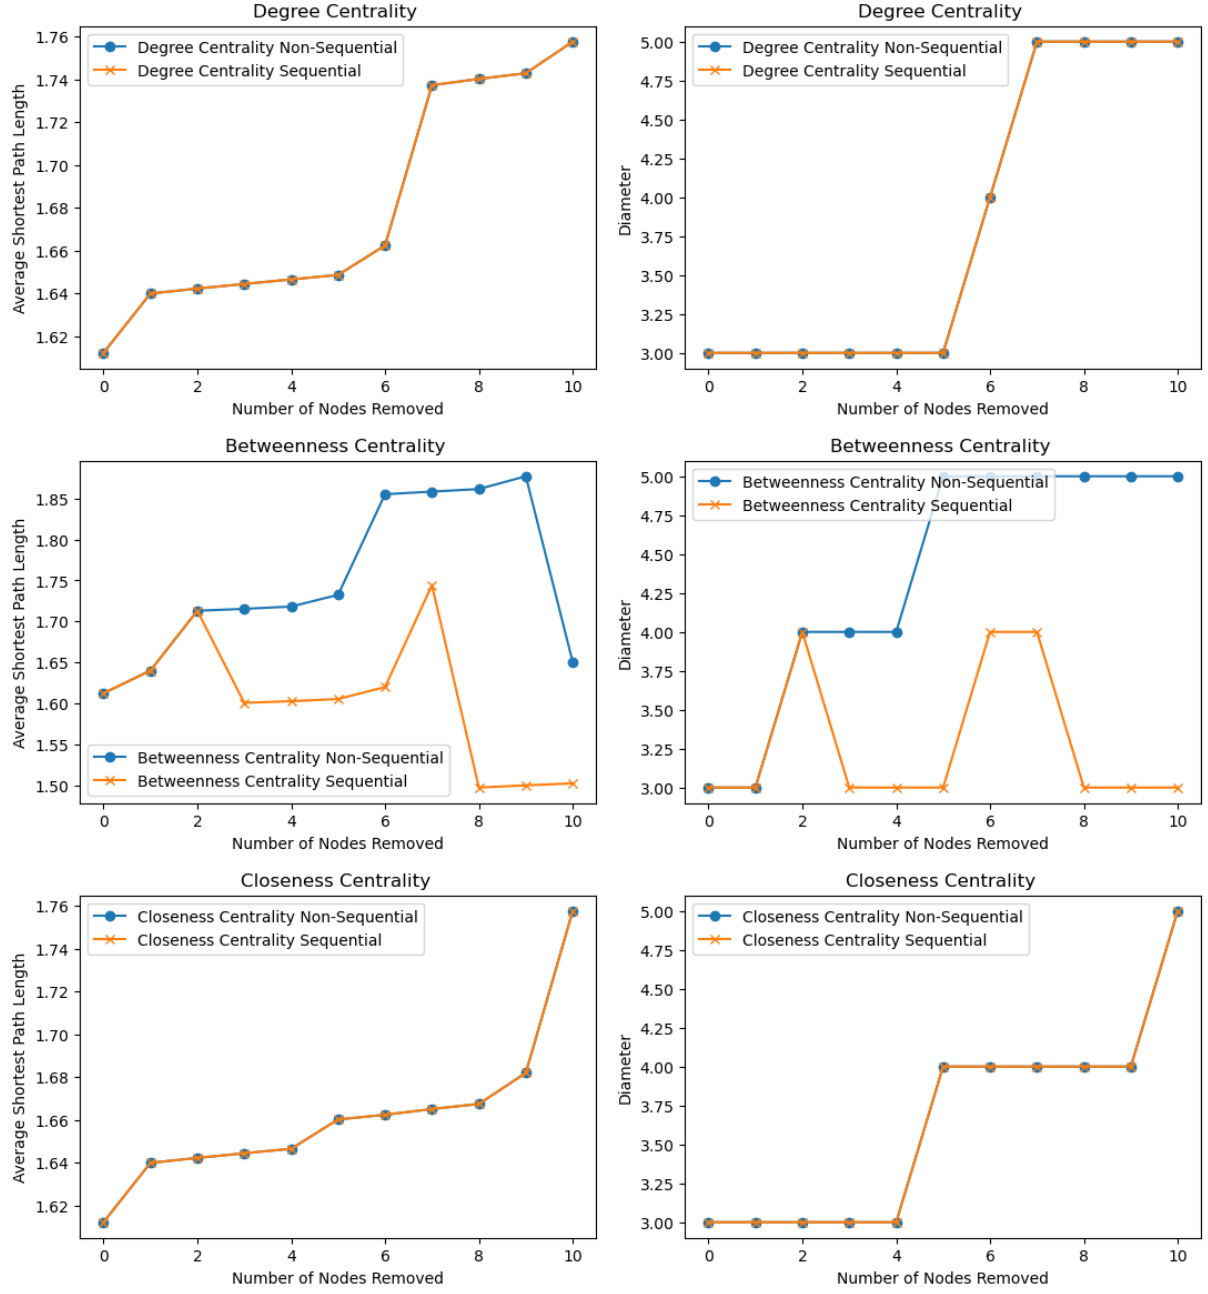 Degree Centrality
1.76
1.74
1.72
1.70
1.68
1.66
1.64
1.62
Average Shortest Path Length
Degree Centrality Non-Sequential
Degree Centrality Sequential
0 2 4 6 8 10
Number of Nodes Removed
Degree Centrality
5.00
4.75
4.50
4.25
4.00
3.75
3.50
3.25
3.00
Diameter
Degree Centrality Non-Sequential
Degree Centrality Sequential
0 2 4 6 8 10
Number of Nodes Removed
Betweenness Centrality
1.85
1.80
1.75
1.70
1.65
1.60
1.55
1.50
Average Shortest Path Length
Betweenness Centrality Non-Sequential
Betweenness Centrality Sequential
0 2 4 6 8 10
Number of Nodes Removed
Betweenness Centrality
5.00
4.75
4.50
4.25
4.00
3.75
3.50
3.25
3.00
Diameter
Betweenness Centrality Non-Sequential
Betweenness Centrality Sequential
0 2 4 6 8 10
Number of Nodes Removed
Closeness Centrality
1.76
1.74
1.72
1.70
1.68
1.66
1.64
1.62
Average Shortest Path Length
Closeness Centrality Non-Sequential
Closeness Centrality Sequential
0 2 4 6 8 10
Number of Nodes Removed
Closeness Centrality
5.00
4.75
4.50
4.25
4.00
3.75
3.50
3.25
3.00
Diameter
Closeness Centrality Non-Sequential
Closeness Centrality Sequential
0 2 4 6 8 10
Number of Nodes Removed